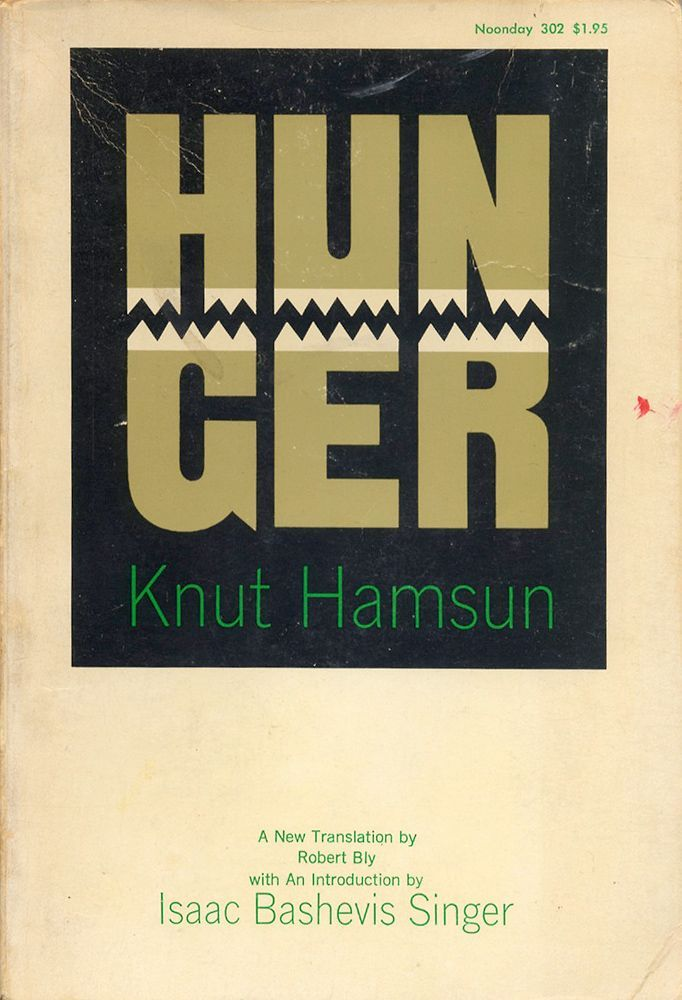 Noonday 302 $1.95
HUN
GER
Knut Hamsun
A New Translation by
Robert Bly
with An Introduction by
Isaac Bashevis Singer